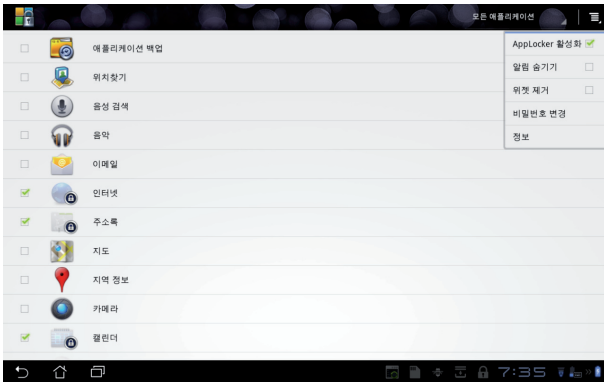 모든 애플리케이션
AppLocker 활성화
알림 숨기기
위젯 제거
비밀번호 변경
정보
애플리케이션 백업
위치찾기
음성 검색
음악
이메일
인터넷
주소록
지도
지역 정보
카메라
캘린더
7:35